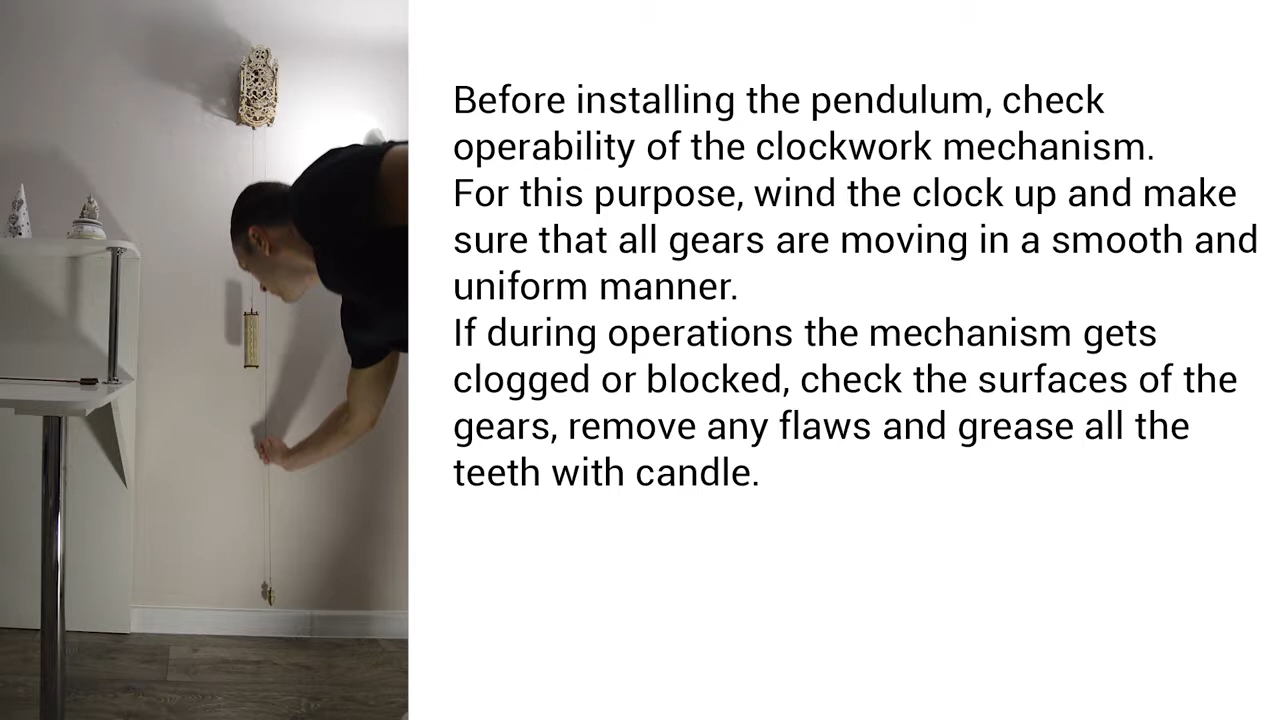 Before installing the pendulum, check
operability of the clockwork mechanism.
For this purpose, wind the clock up and make
sure that all gears are moving in a smooth and
uniform manner.
If during operations the mechanism gets
clogged or blocked, check the surfaces of the
gears, remove any flaws and grease all the
teeth with candle.